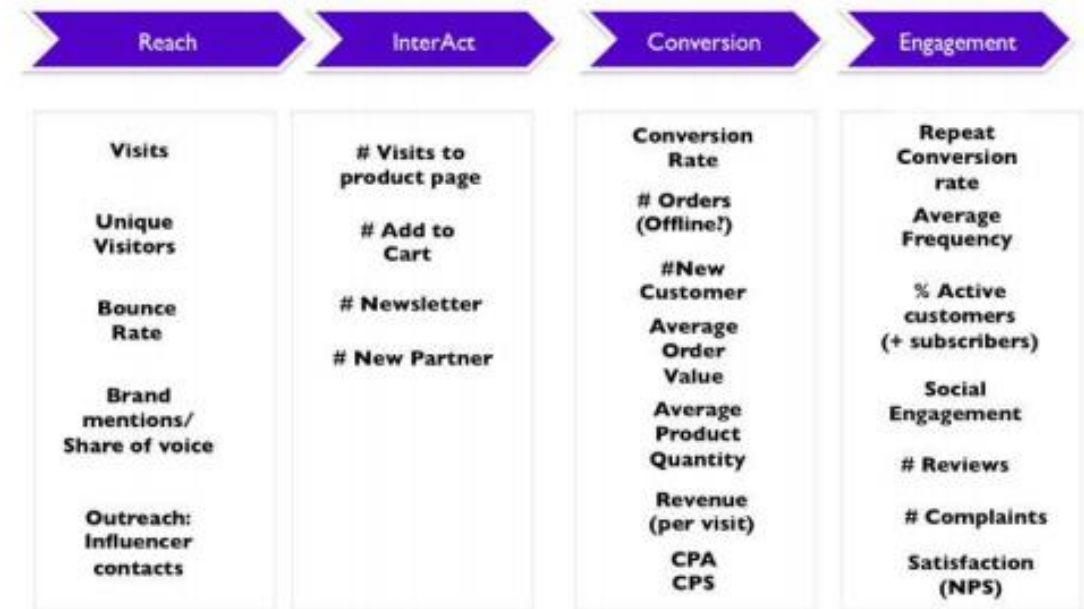 Reach
InterAct
Conversion
Engagement
Visits
Unique
Visitors
Bounce
Rate
Brand
mentions/
Share of voice
Outreach:
Influencer
contacts
# Visits to
product page
# Add to
Cart
# Newsletter
# New Partner
Conversion
Rate
# Orders
(Offline?)
#New
Customer
Average
Order
Value
Average
Product
Quantity
Revenue
(per visit)
CPA
CPS
Repeat
Conversion
rate
Average
Frequency
% Active
customers
(+ subscribers)
Social
Engagement
# Reviews
# Complaints
Satisfaction
(NPS)